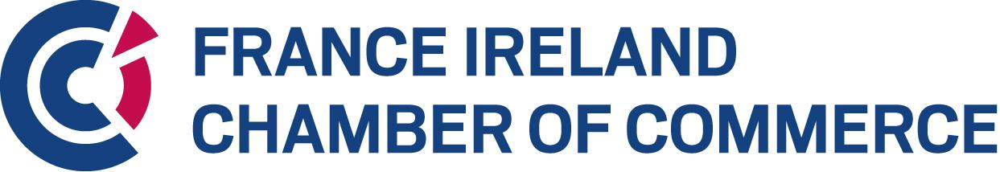 FRANCE IRELAND
CHAMBER OF COMMERCE